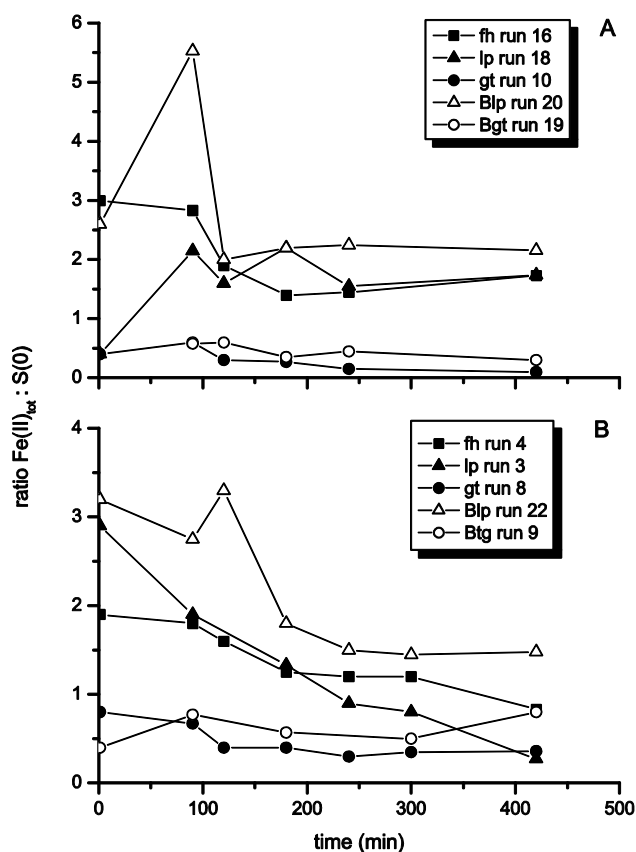 A
fh run 16
lp run 18
gt run 10
Blp run 20
Bgt run 19
6
5
4
3
2
1
0
B
fh run 4
lp run 3
gt run 8
Blp run 22
Btg run 9
4
3
2
1
0
0 100 200 300 400 500
time (min)
ratio Fe(II)tot : S(0)